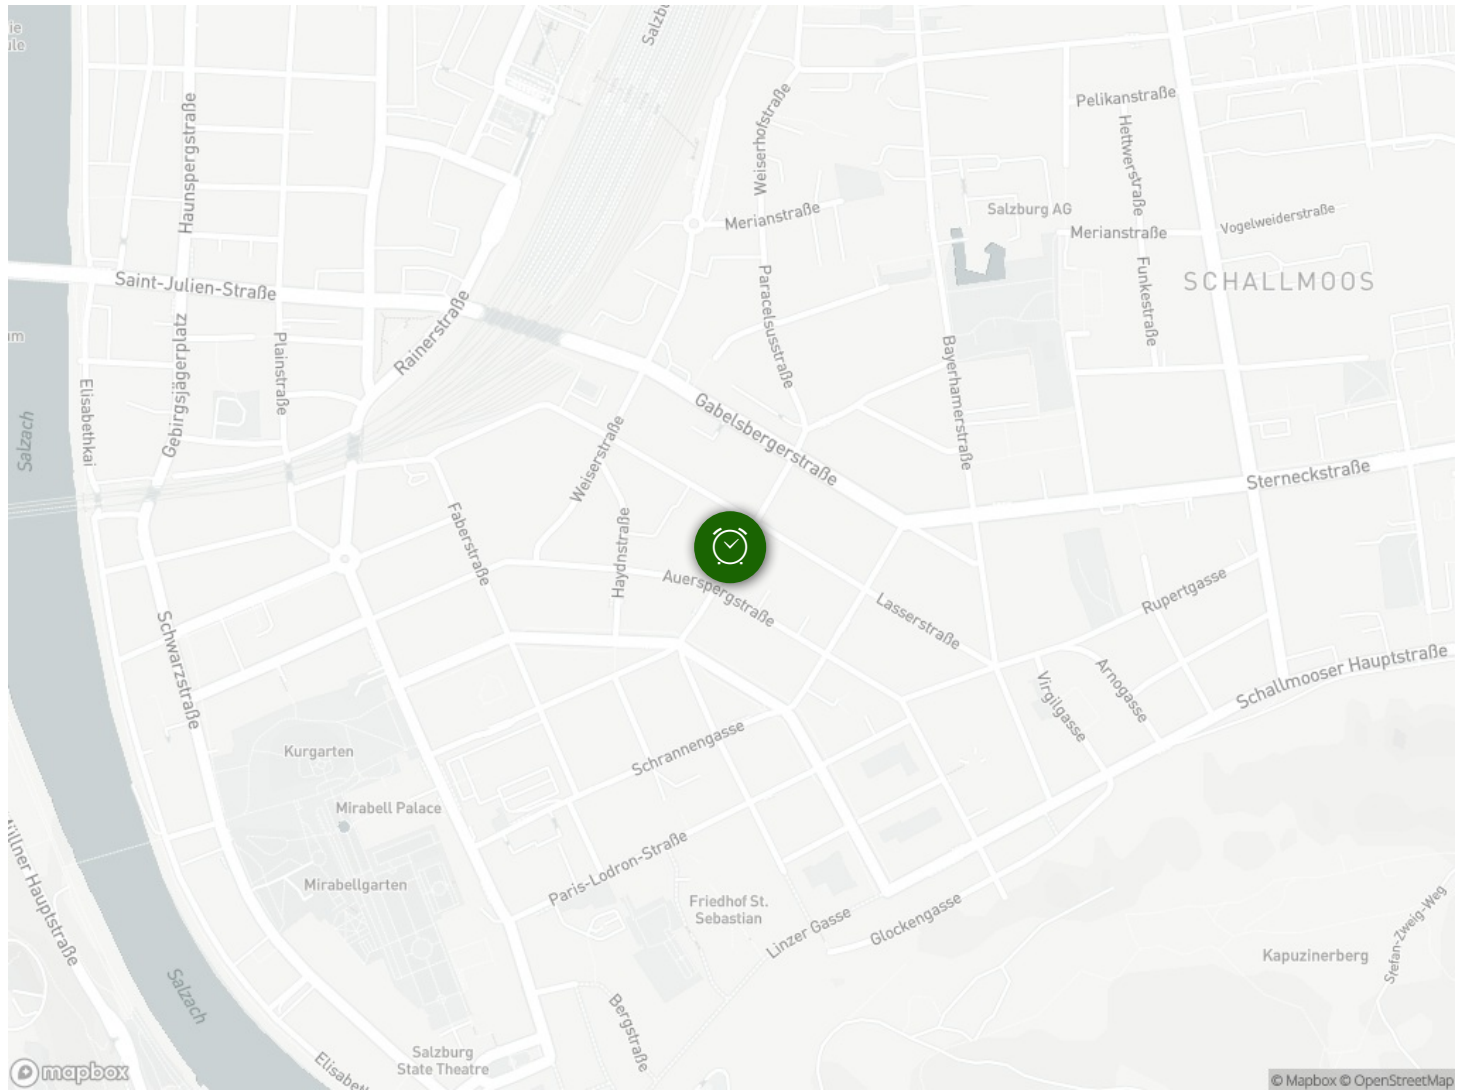 Salzb
Haunspergstraße
Weiserhofstraße
Pelikanstraße
Hettwerstraße
Merianstraße
Salzburg AG
Merianstraße
Vogelweiderstraße
Saint-Julien-Straße
Paracelsusstraße
Funkestraße
SCHALLMOOS
Rainerstraße
Plainstraße
Gebirgsjägerplatz
Elisabethkai
Salzach
Bayerhamerstraße
Gabelsbergerstraße
Weiserstraße
Sterneckstraße
Faberstraße
Haydnstraße
Auerspergstraße
Lasserstraße
Rupertgasse
Schwarzstraße
Arnogasse
Virgilgasse
Schallmooser Hauptstraße
Kurgarten
Schrannengasse
Mirabell Palace
Paris-Lodron-Straße
Mirabellgarten
Friedhof St.
Sebastian
Linzer Gasse
Glockengasse
Hauptstraße
Kapuzinerberg
Stefan-Zweig-Weg
Salzach
Bergstraße
Salzburg
State Theatre
Elisabet
mapbox
© Mapbox © OpenStreetMap